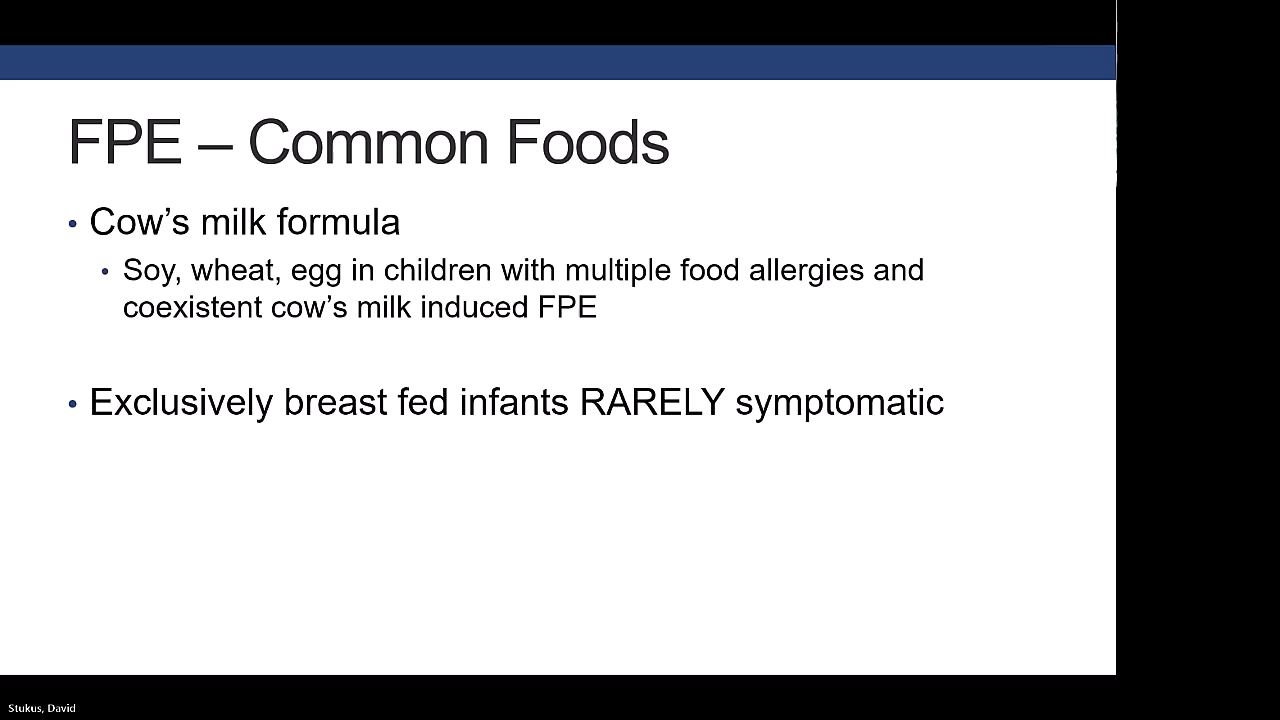 FPE – Common Foods
• Cow’s milk formula
• Soy, wheat, egg in children with multiple food allergies and
coexistent cow’s milk induced FPE
• Exclusively breast fed infants RARELY symptomatic
Stukus, David